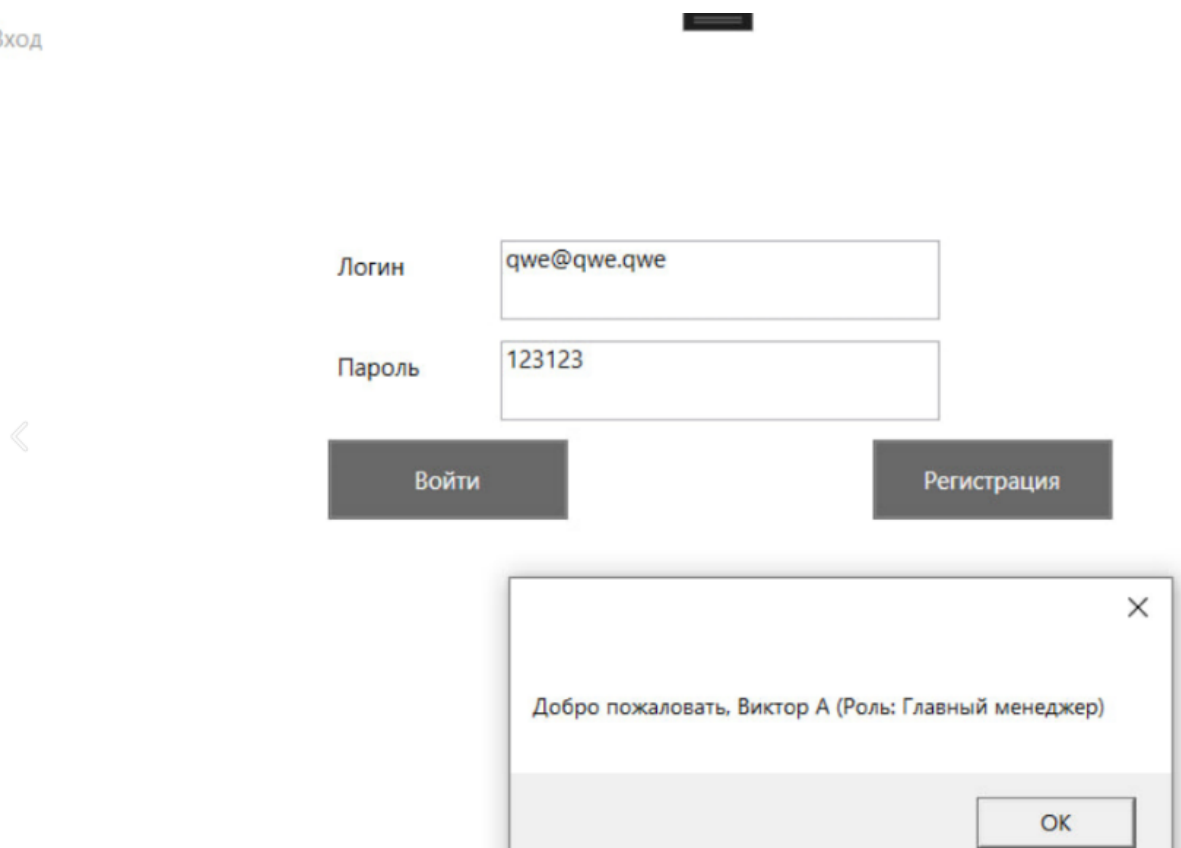 Вход
Логин
qwe@qwe.qwe
Пароль
123123
Войти
Регистрация
Добро пожаловать, Виктор А (Роль: Главный менеджер)
OK